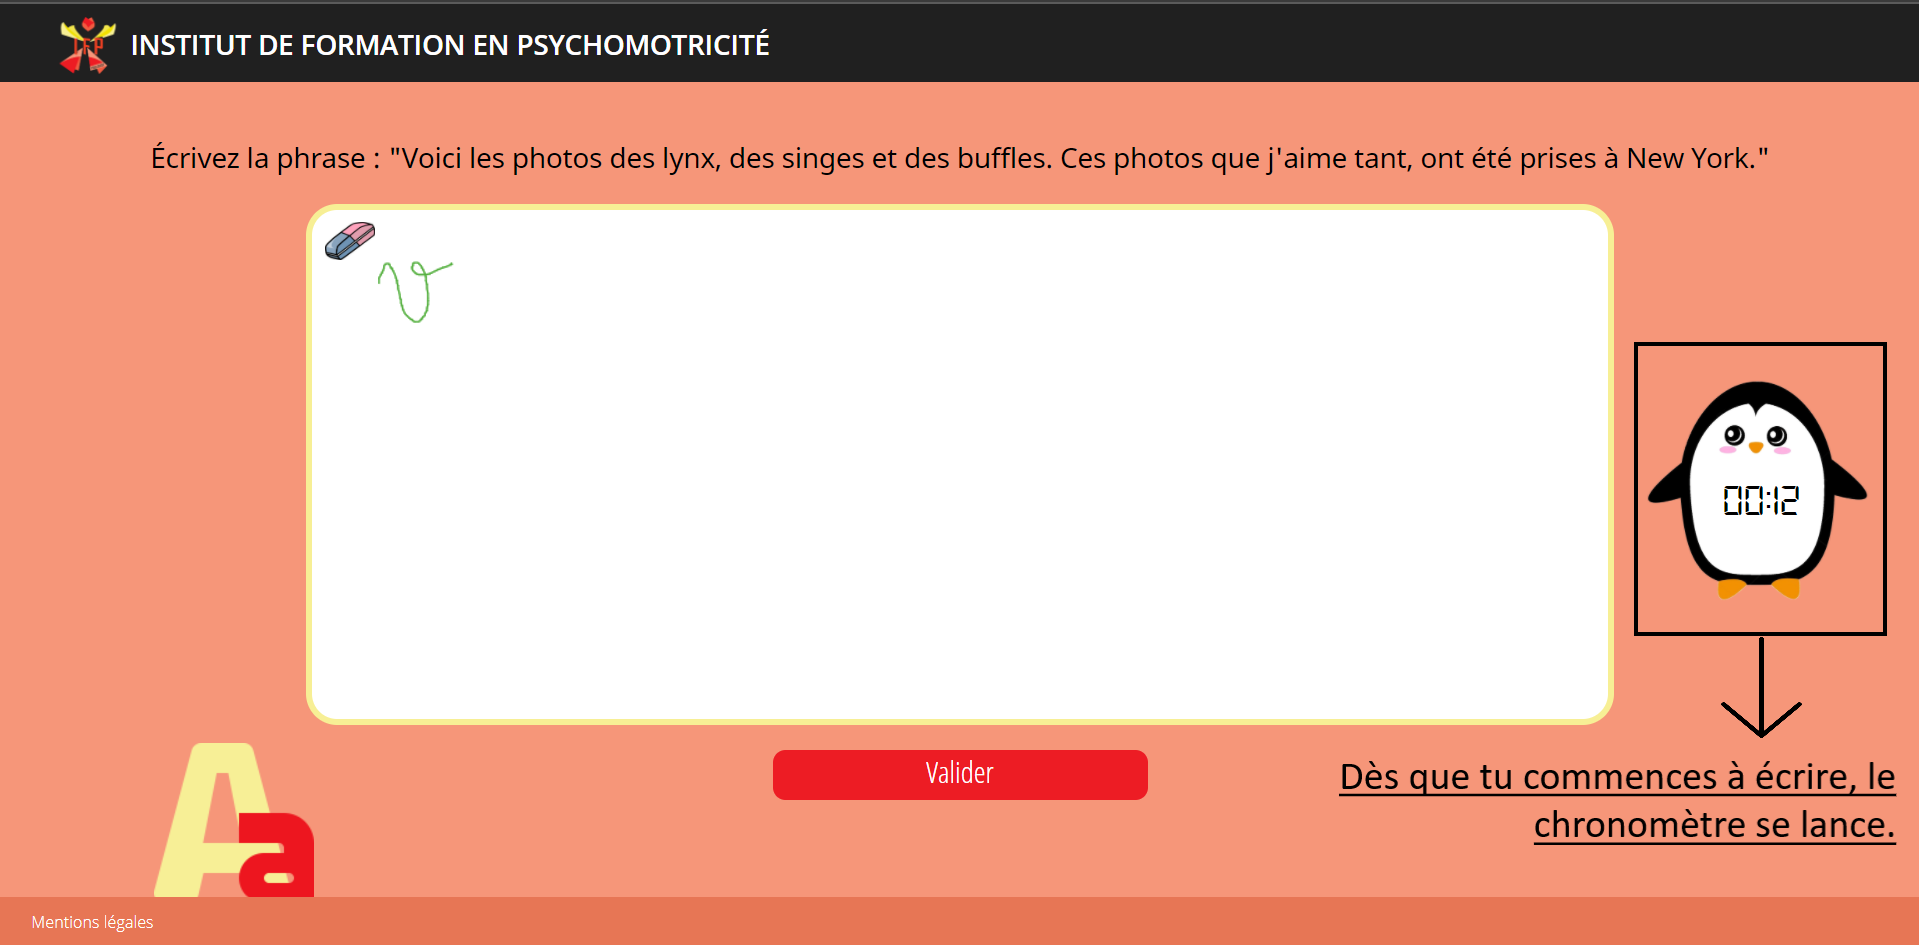 IFP
INSTITUT DE FORMATION EN PSYCHOMOTRICITÉ
Écrivez la phrase : "Voici les photos des lynx, des singes et des buffles. Ces photos que j'aime tant, ont été prises à New York."
V
00:12
Valider
Dès que tu commences à écrire, le
chronomètre se lance.
Aa
Mentions légales